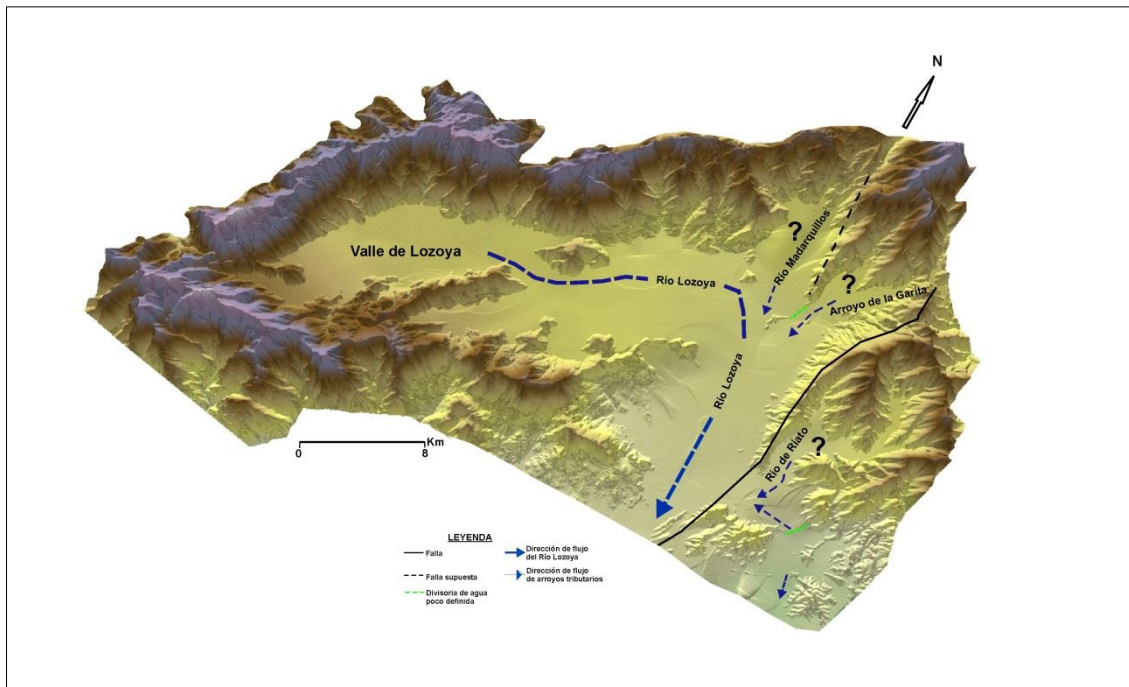 N
Valle de Lozoya
Río Lozoya
Río Madarquillos
?
?
Arroyo de la Garita
Río Lozoya
Río de Riato
?
Km
0 8
LEYENDA
Falla
Falla supuesta
Divisoria de agua
poco definida
Dirección de flujo
del Río Lozoya
Dirección de flujo
de arroyos tributarios